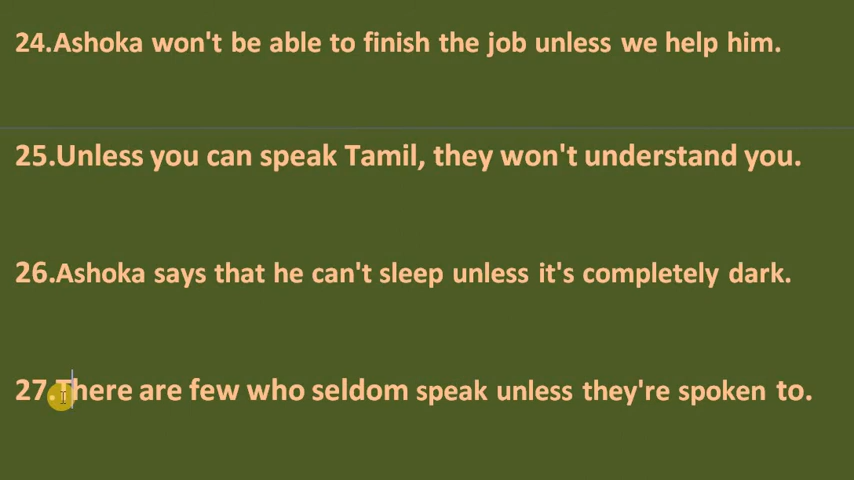 24.Ashoka won't be able to finish the job unless we help him.
25.Unless you can speak Tamil, they won't understand you.
26.Ashoka says that he can't sleep unless it's completely dark.
27.There are few who seldom speak unless they're spoken to.